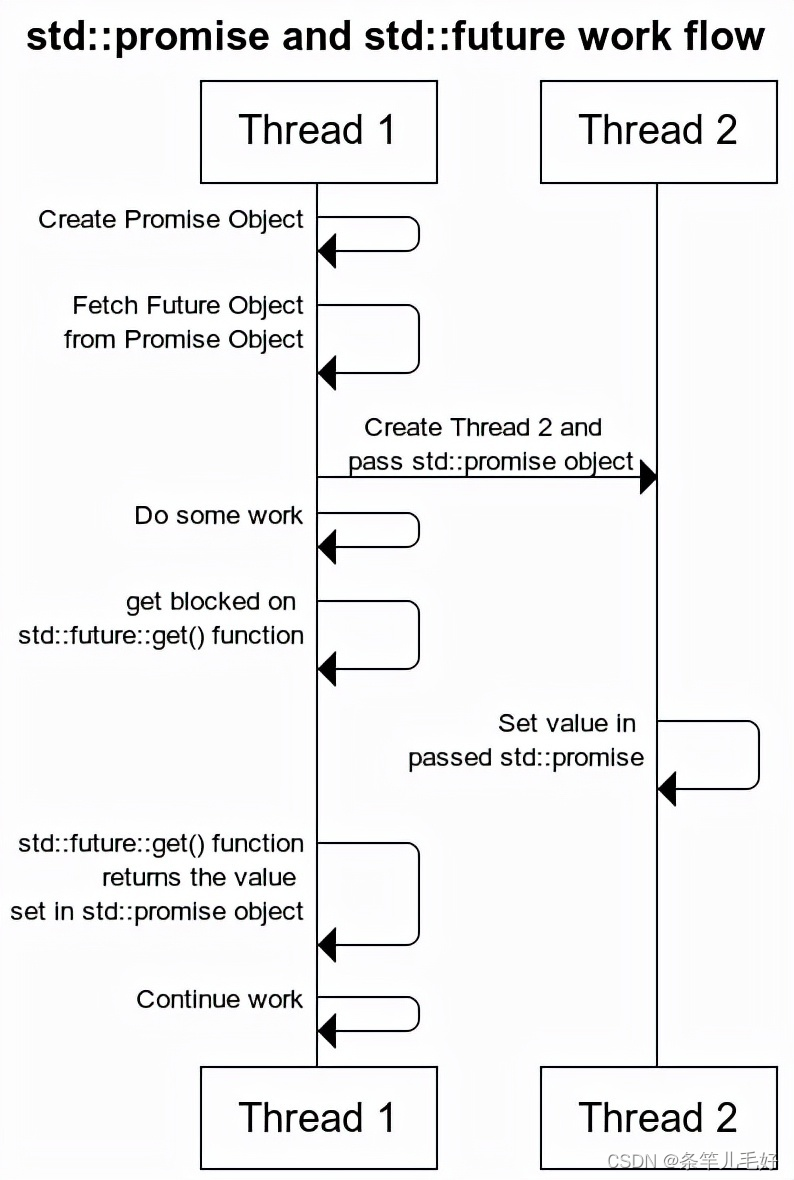 std::promise and std::future work flow
Thread 1
Thread 2
Create Promise Object
Fetch Future Object
from Promise Object
Create Thread 2 and
pass std::promise object
Do some work
get blocked on
std::future::get() function
Set value in
passed std::promise
std::future::get() function
returns the value
set in std::promise object
Continue work
Thread 1
Thread 2
CSDN @条竿儿毛好